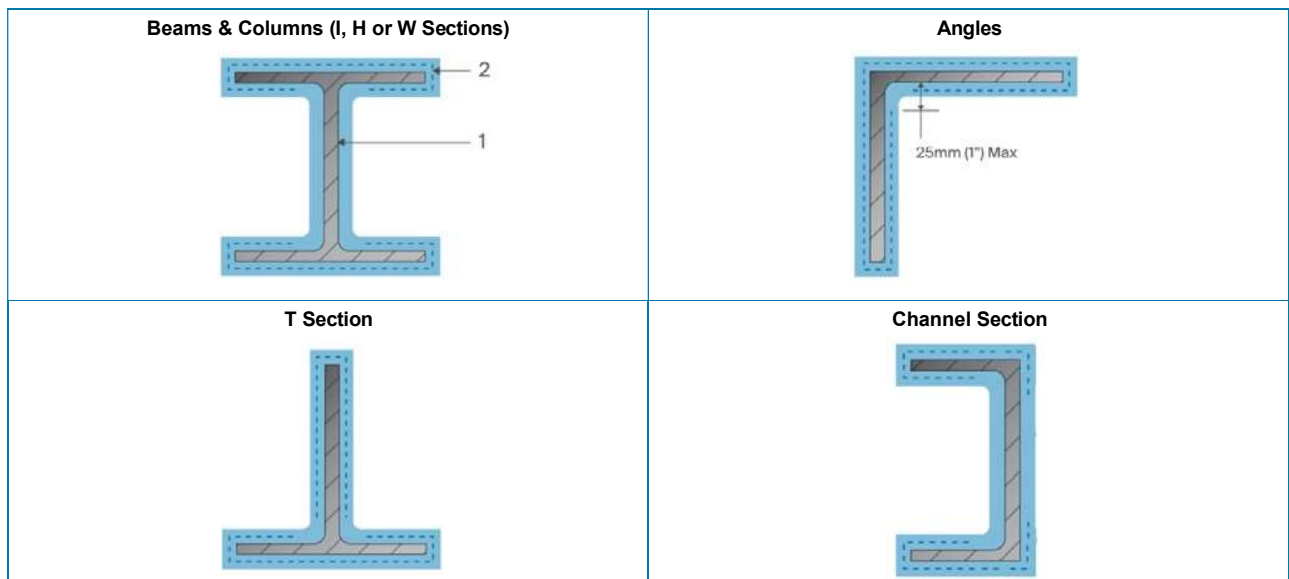 Beams & Columns (I, H or W Sections)
2
1
Angles
25mm (1") Max
T Section
Channel Section